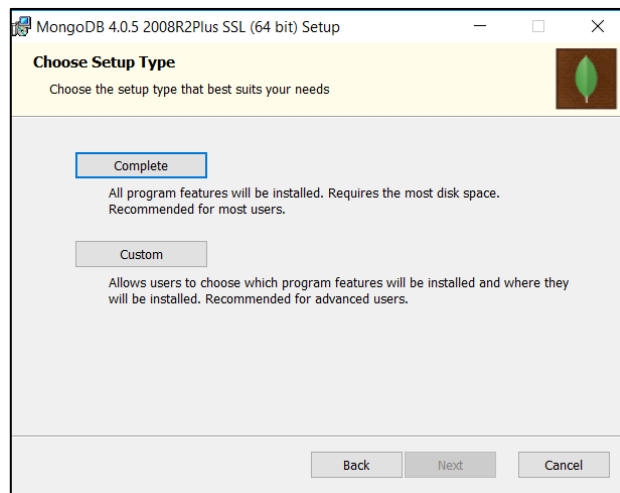 MongoDB 4.0.5 2008R2Plus SSL (64 bit) Setup
Choose Setup Type
Choose the setup type that best suits your needs
Complete
All program features will be installed. Requires the most disk space.
Recommended for most users.
Custom
Allows users to choose which program features will be installed and where they
will be installed. Recommended for advanced users.
Back Next Cancel